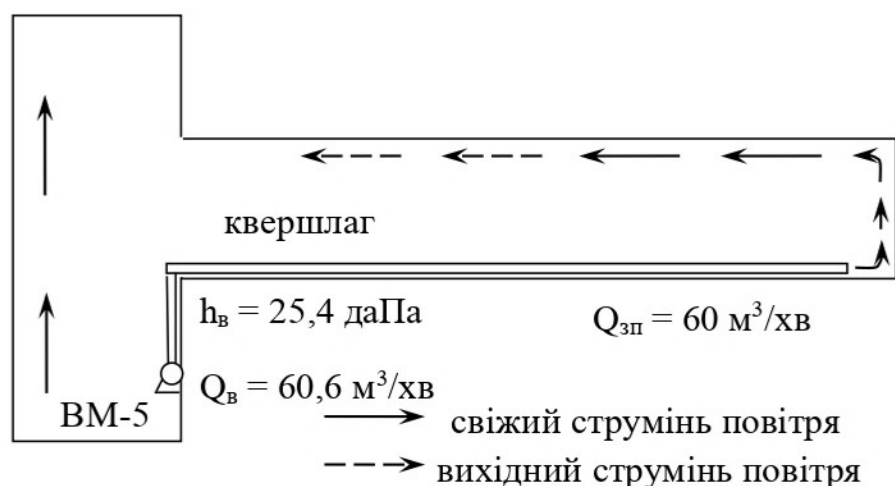 квершлаг
hв = 25,4 даПа
Qзп = 60 м³/хв
Qв = 60,6 м³/хв
ВМ-5
свіжий струмінь повітря
вихідний струмінь повітря